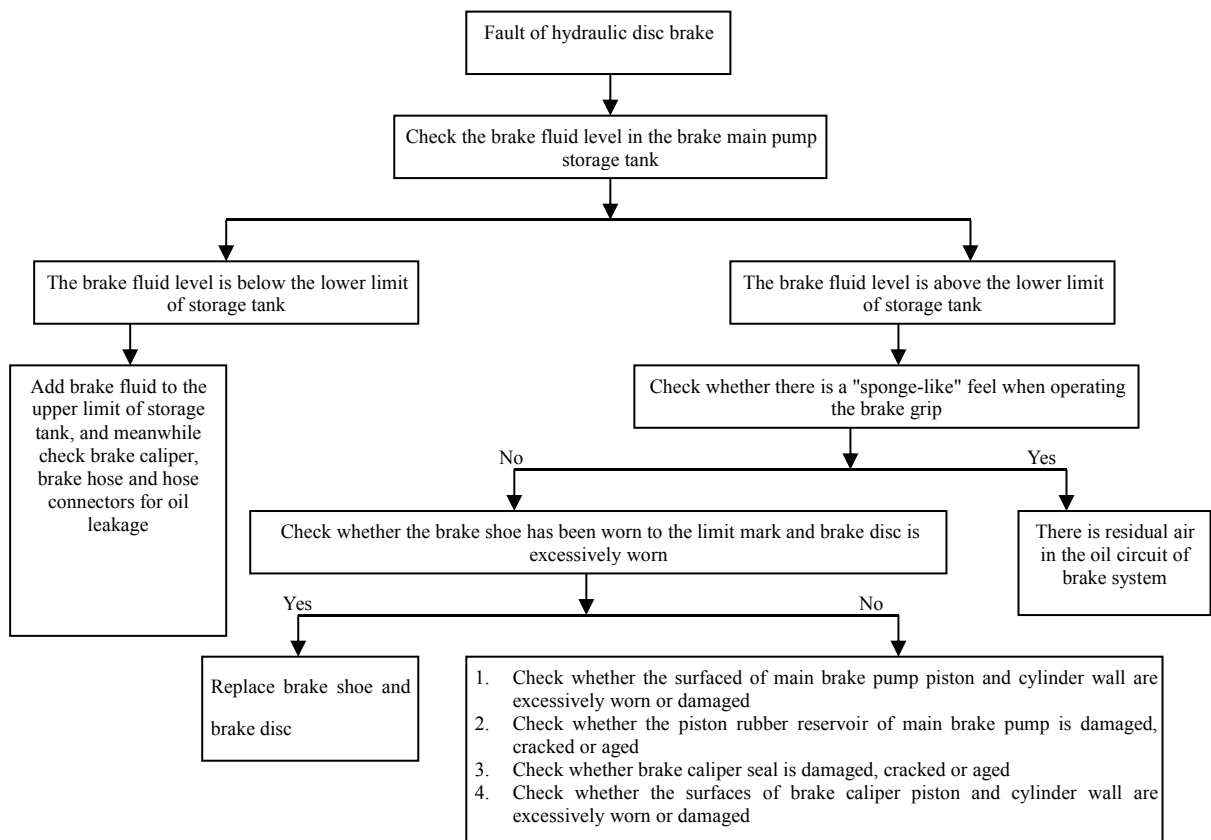 Fault of hydraulic disc brake
Check the brake fluid level in the brake main pump
storage tank
The brake fluid level is below the lower limit
of storage tank
The brake fluid level is above the lower limit
of storage tank
Add brake fluid to the
upper limit of storage
tank, and meanwhile
check brake caliper,
brake hose and hose
connectors for oil
leakage
Check whether there is a "sponge-like" feel when operating
the brake grip
No
Yes
Check whether the brake shoe has been worn to the limit mark and brake disc is
excessively worn
There is residual air
in the oil circuit of
brake system
Yes
No
Replace brake shoe and
brake disc
1. Check whether the surfaced of main brake pump piston and cylinder wall are
excessively worn or damaged
2. Check whether the piston rubber reservoir of main brake pump is damaged,
cracked or aged
3. Check whether brake caliper seal is damaged, cracked or aged
4. Check whether the surfaces of brake caliper piston and cylinder wall are
excessively worn or damaged